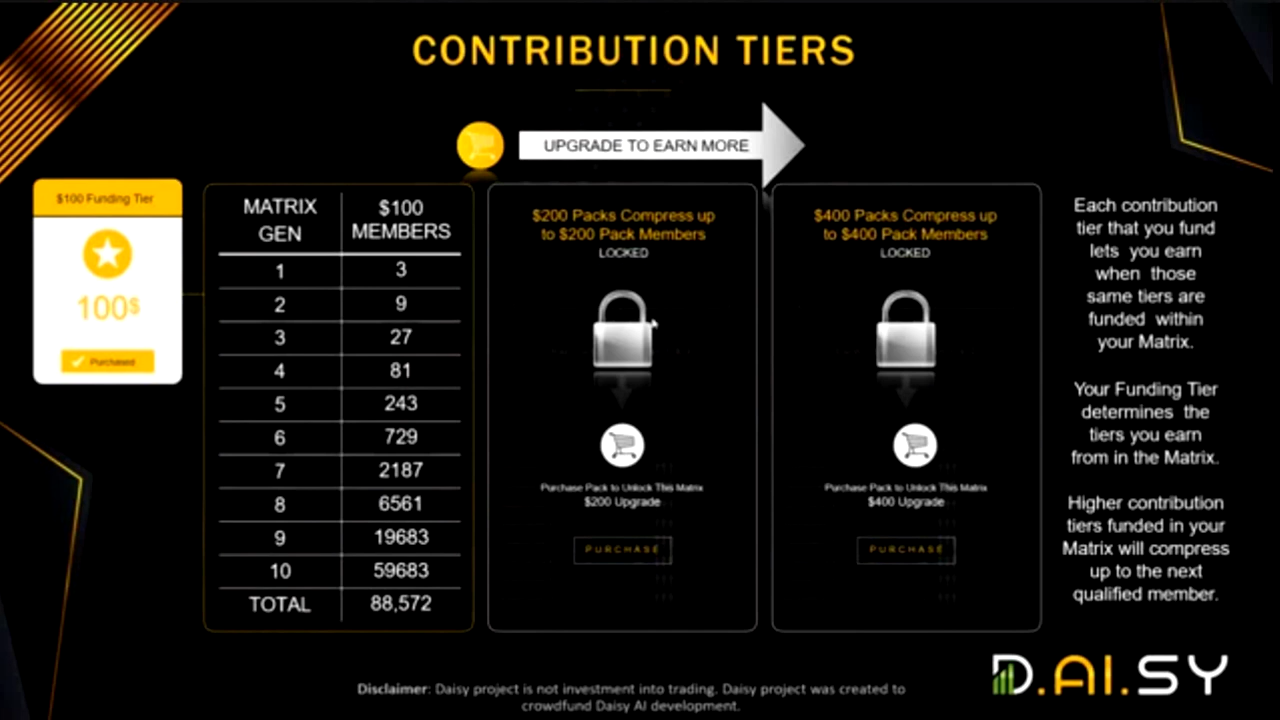 CONTRIBUTION TIERS
UPGRADE TO EARN MORE
$100 Funding Tier
100$
Purchased
MATRIX GEN $100 MEMBERS
1 3
2 9
3 27
4 81
5 243
6 729
7 2187
8 6561
9 19683
10 59683
TOTAL 88,572
$200 Packs Compress up
to $200 Pack Members
LOCKED
Purchase Pack to Unlock This Matrix
$200 Upgrade
PURCHASE
$400 Packs Compress up
to $400 Pack Members
LOCKED
Purchase Pack to Unlock This Matrix
$400 Upgrade
PURCHASE
Each contribution
tier that you fund
lets you earn
when those
same tiers are
funded within
your Matrix.
Your Funding Tier
determines the
tiers you earn
from in the Matrix.
Higher contribution
tiers funded in your
Matrix will compress
up to the next
qualified member.
D.AI.SY
Disclaimer: Daisy project is not investment into trading. Daisy project was created to
crowdfund Daisy AI development.